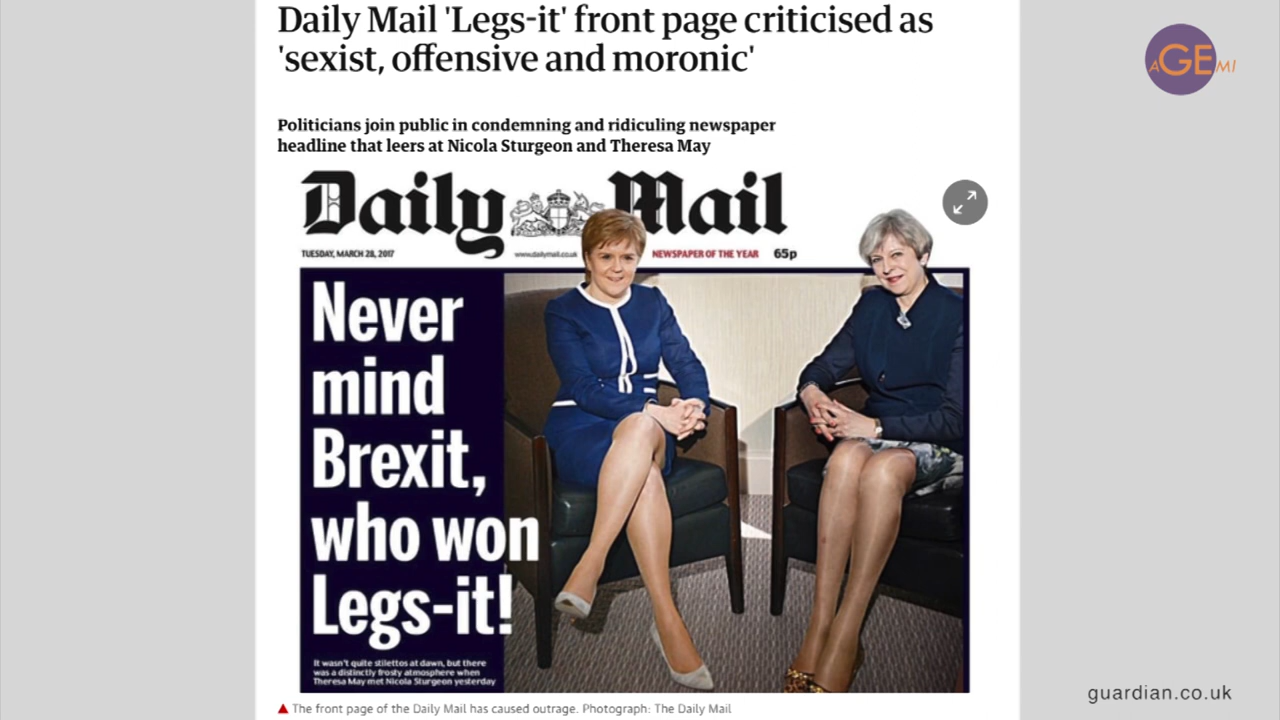 Daily Mail 'Legs-it' front page criticised as
'sexist, offensive and moronic'
AGEMI
Politicians join public in condemning and ridiculing newspaper
headline that leers at Nicola Sturgeon and Theresa May
Daily Mail
TUESDAY, MARCH 28, 2017
www.dailymail.co.uk
NEWSPAPER OF THE YEAR
65p
Never
mind
Brexit,
who won
Legs-it!
It wasn't quite stilettos at dawn, but there
was a distinctly frosty atmosphere when
Theresa May met Nicola Sturgeon yesterday
▲ The front page of the Daily Mail has caused outrage. Photograph: The Daily Mail
guardian.co.uk